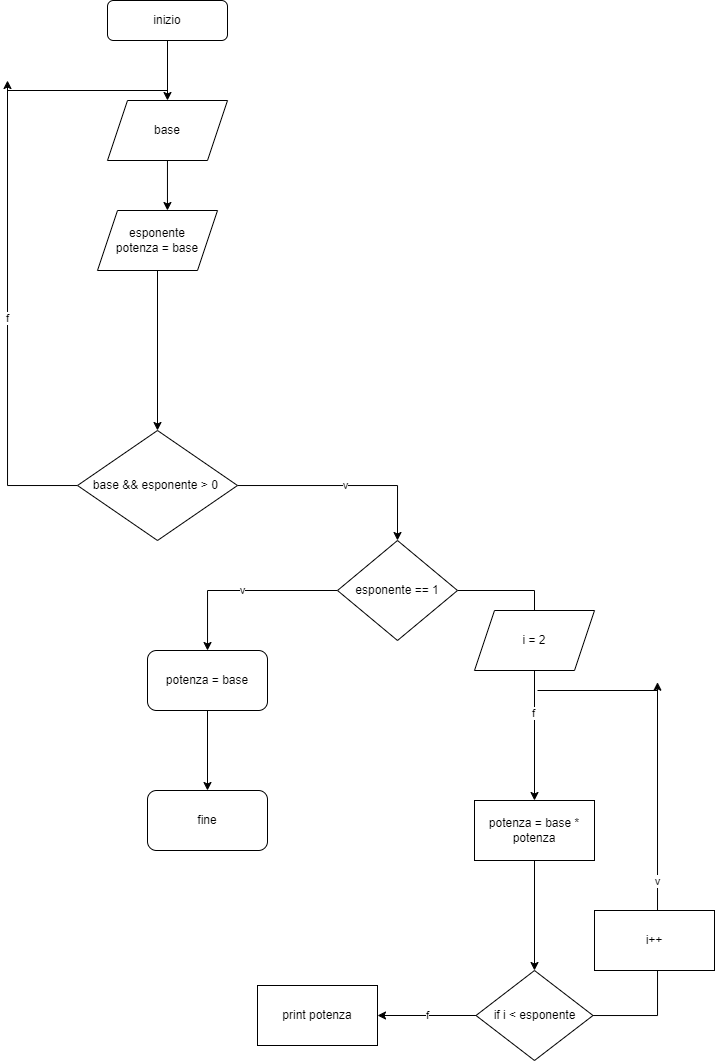 inizio
base
esponente
potenza = base
f
base && esponente > 0
v
esponente == 1
v
i = 2
potenza = base
f
fine
potenza = base *
potenza
v
i++
print potenza
f
if i < esponente